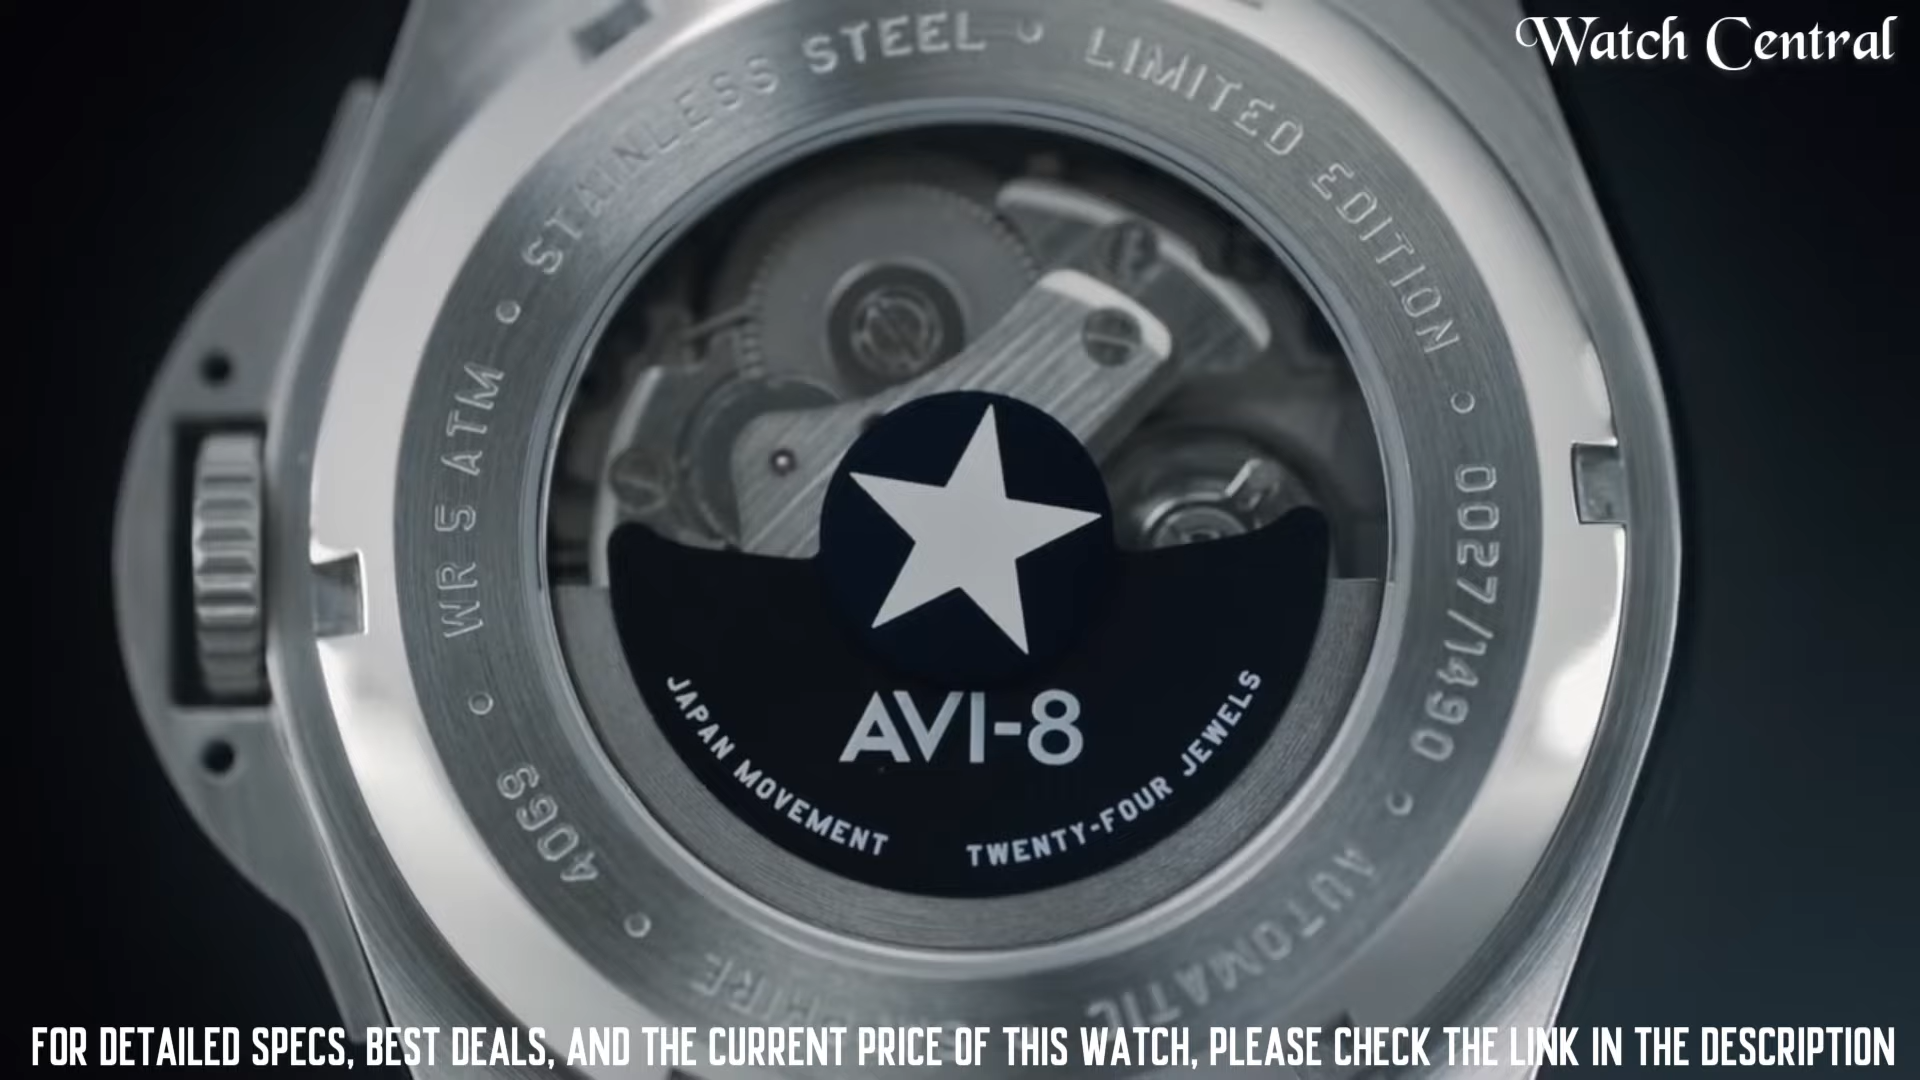 Watch Central
STAINLESS STEEL
LIMITED EDITION
0027/1490
AUTOMATIC
4069
WR 5 ATM
AVI-8
JAPAN MOVEMENT
TWENTY-FOUR JEWELS
FOR DETAILED SPECS, BEST DEALS, AND THE CURRENT PRICE OF THIS WATCH, PLEASE CHECK THE LINK IN THE DESCRIPTION